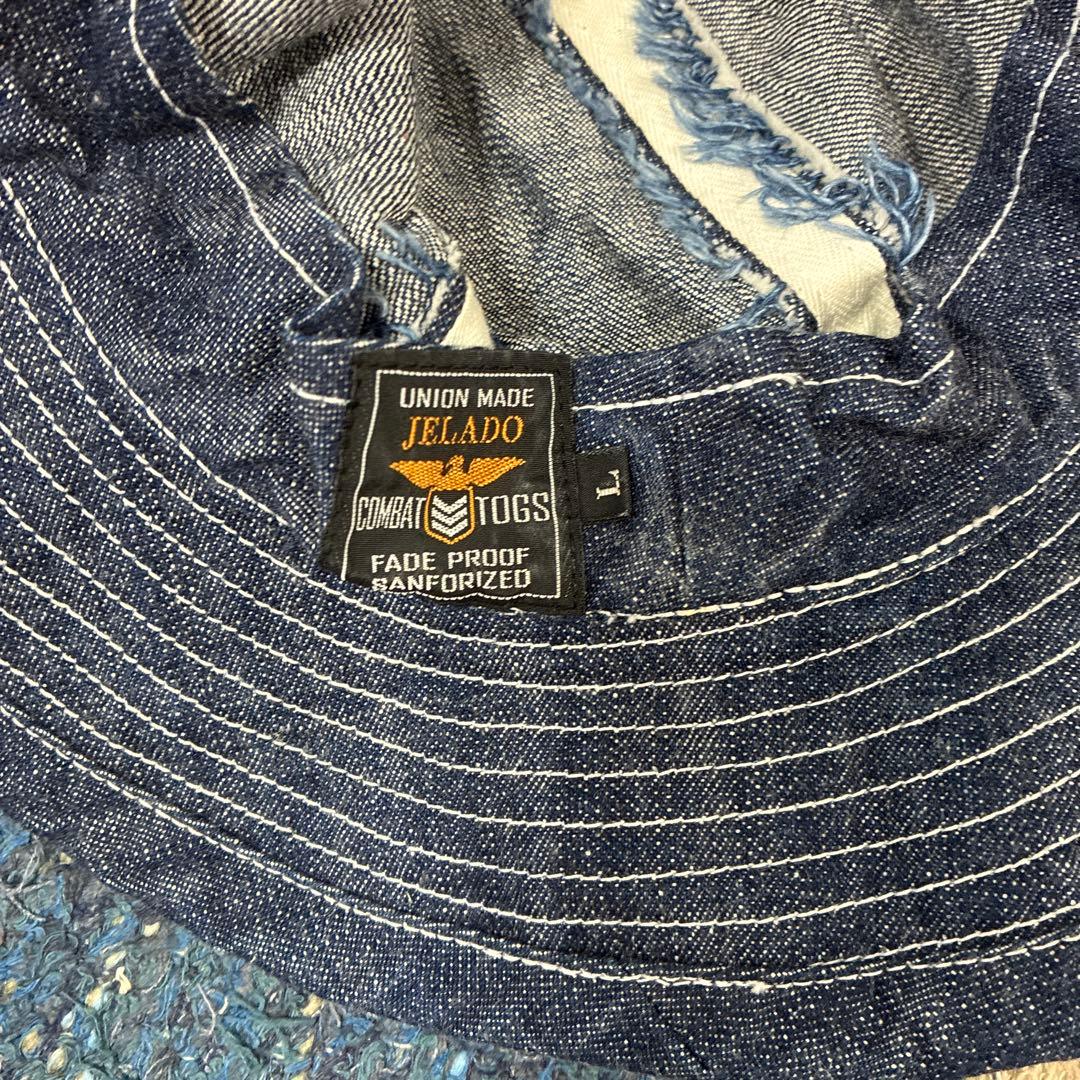 UNION MADE
JELADO
COMBAT TOGS
FADE PROOF
SANFORIZED
L